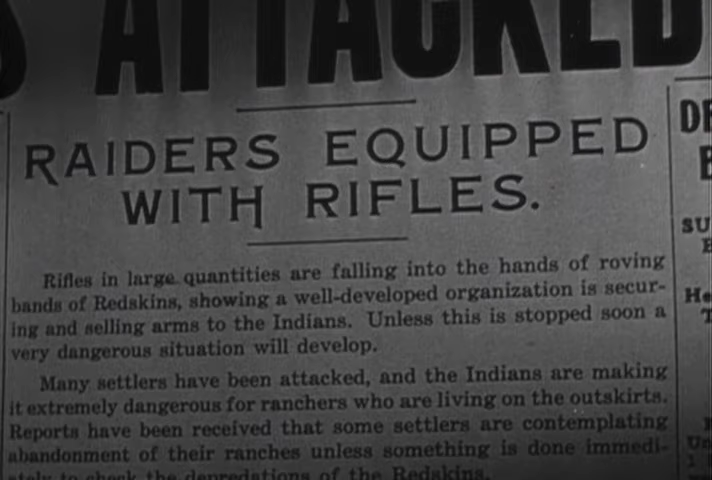 S ATTACKED
RAIDERS EQUIPPED
WITH RIFLES.
Rifles in large quantities are falling into the hands of roving
bands of Redskins, showing a well-developed organization is secur-
ing and selling arms to the Indians. Unless this is stopped soon a
very dangerous situation will develop.
Many settlers have been attacked, and the Indians are making
it extremely dangerous for ranchers who are living on the outskirts.
Reports have been received that some settlers are contemplating
abandonment of their ranches unless something is done immedi-
ately to check the depredations of the Redskins.
SU
He
T
Un